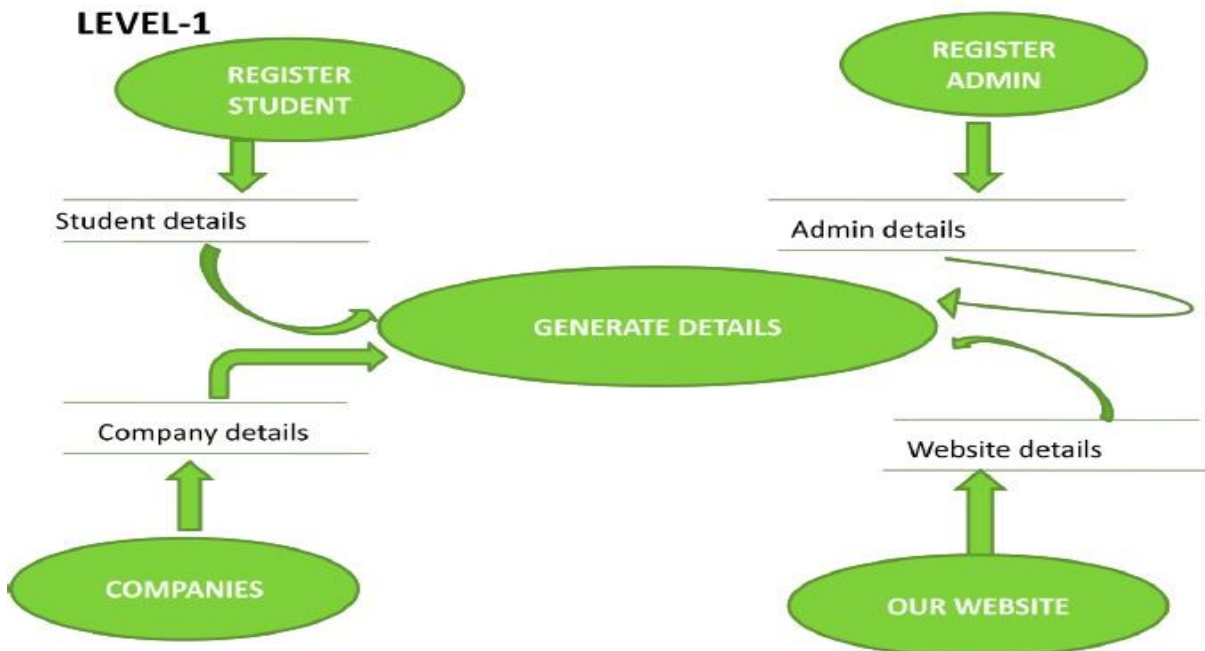 LEVEL-1
REGISTER
STUDENT
REGISTER
ADMIN
Student details
Admin details
GENERATE DETAILS
Company details
Website details
COMPANIES
OUR WEBSITE